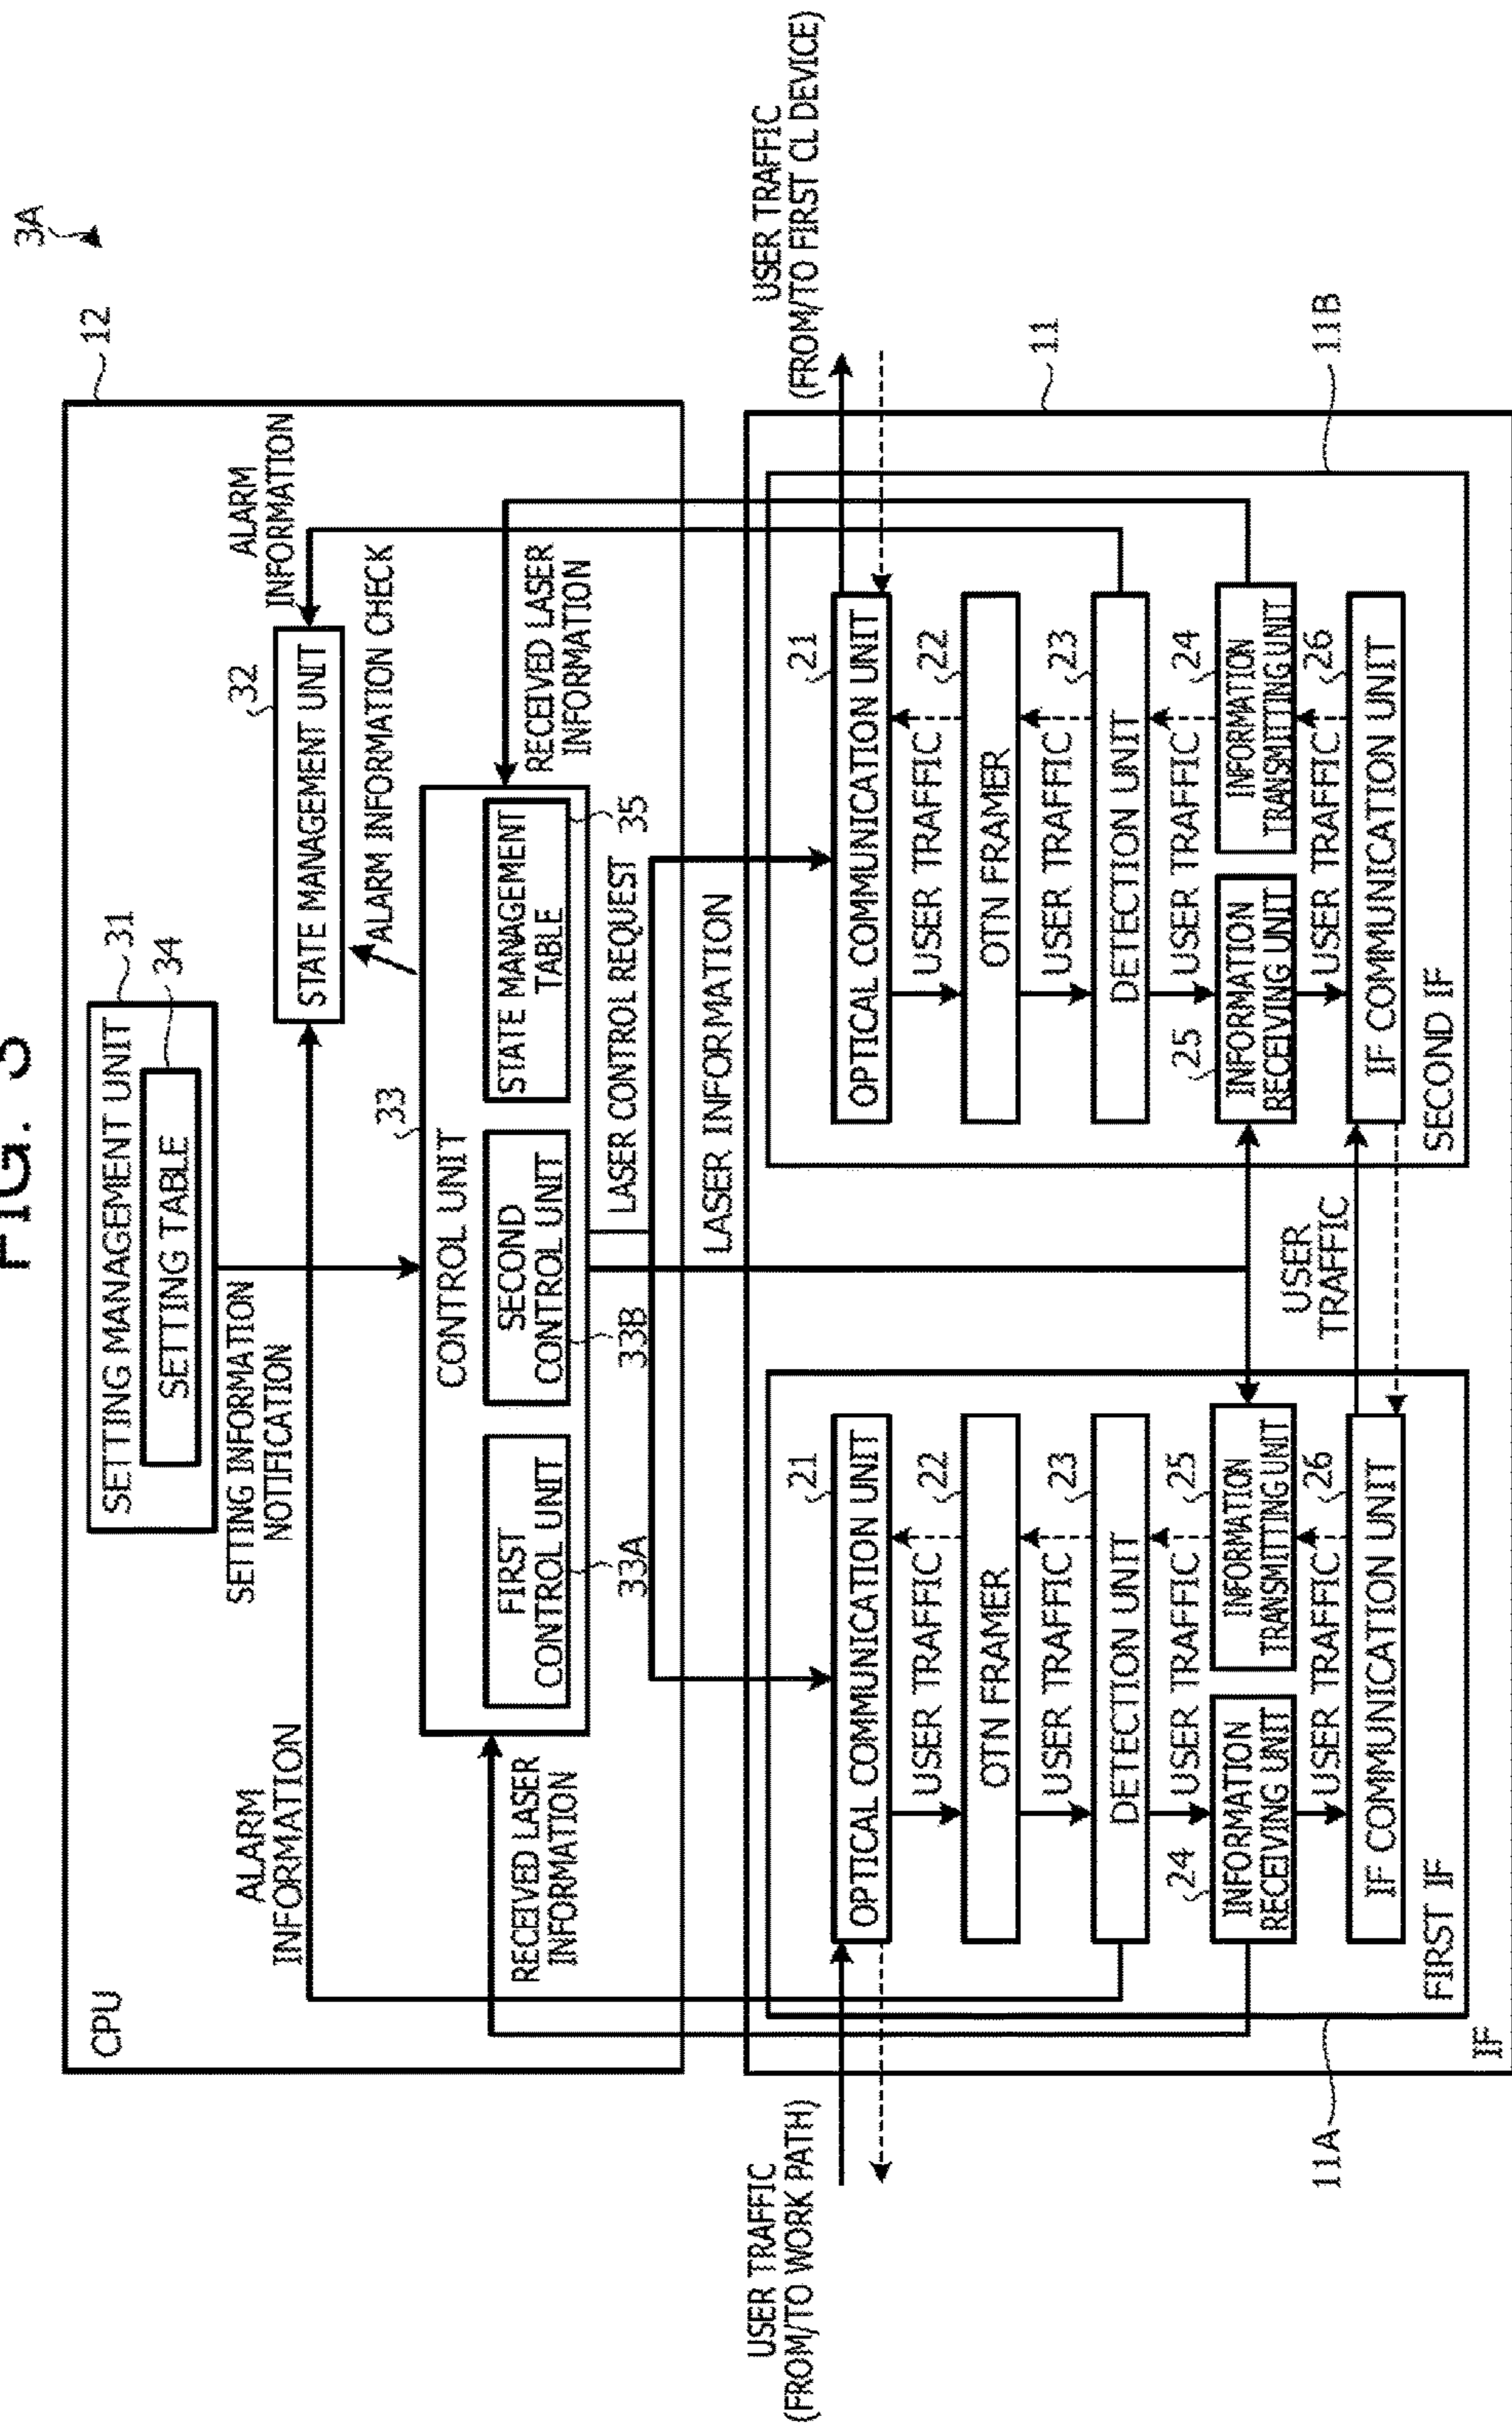 FIG. 3
3A
12
CPU
SETTING MANAGEMENT UNIT
31
SETTING TABLE
34
SETTING INFORMATION
NOTIFICATION
ALARM
INFORMATION
32
STATE MANAGEMENT UNIT
ALARM
INFORMATION
ALARM INFORMATION CHECK
33
CONTROL UNIT
FIRST
CONTROL UNIT
33A
SECOND
CONTROL UNIT
33B
STATE MANAGEMENT
TABLE
35
RECEIVED LASER
INFORMATION
RECEIVED LASER
INFORMATION
LASER CONTROL REQUEST
LASER INFORMATION
USER TRAFFIC
(FROM/TO WORK PATH)
USER TRAFFIC
(FROM/TO FIRST CL DEVICE)
11
IF
11A
FIRST IF
21
OPTICAL COMMUNICATION UNIT
USER TRAFFIC
22
OTN FRAMER
USER TRAFFIC
23
DETECTION UNIT
USER TRAFFIC
24
INFORMATION
RECEIVING UNIT
25
INFORMATION
TRANSMITTING UNIT
USER TRAFFIC
26
IF COMMUNICATION UNIT
USER
TRAFFIC
11B
SECOND IF
21
OPTICAL COMMUNICATION UNIT
USER TRAFFIC
22
OTN FRAMER
USER TRAFFIC
23
DETECTION UNIT
USER TRAFFIC
25
INFORMATION
RECEIVING UNIT
24
INFORMATION
TRANSMITTING UNIT
USER TRAFFIC
26
IF COMMUNICATION UNIT